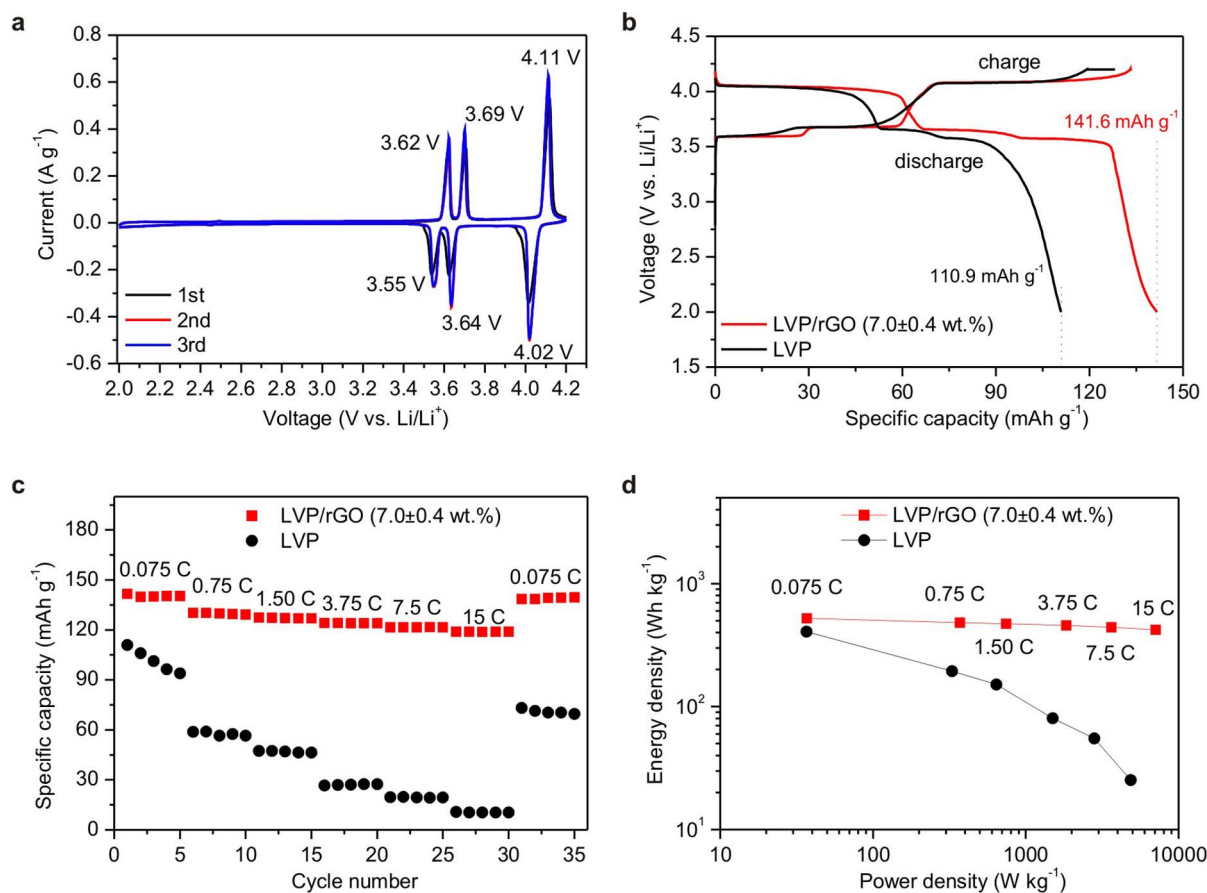 a
Current (A g⁻¹)
0.8
0.6
0.4
0.2
0.0
-0.2
-0.4
-0.6
4.11 V
3.69 V
3.62 V
3.55 V
3.64 V
4.02 V
1st
2nd
3rd
2.0 2.2 2.4 2.6 2.8 3.0 3.2 3.4 3.6 3.8 4.0 4.2
Voltage (V vs. Li/Li⁺)
b
Voltage (V vs. Li/Li⁺)
4.5
4.0
3.5
3.0
2.5
2.0
1.5
charge
141.6 mAh g⁻¹
discharge
110.9 mAh g⁻¹
LVP/rGO (7.0±0.4 wt.%)
LVP
0 30 60 90 120 150
Specific capacity (mAh g⁻¹)
c
Specific capacity (mAh g⁻¹)
180
150
120
90
60
30
0
LVP/rGO (7.0±0.4 wt.%)
LVP
0.075 C
0.75 C
1.50 C
3.75 C
7.5 C
15 C
0.075 C
0 5 10 15 20 25 30 35
Cycle number
d
Energy density (Wh kg⁻¹)
10³
10²
10¹
LVP/rGO (7.0±0.4 wt.%)
LVP
0.075 C
0.75 C
1.50 C
3.75 C
7.5 C
15 C
10 100 1000 10000
Power density (W kg⁻¹)